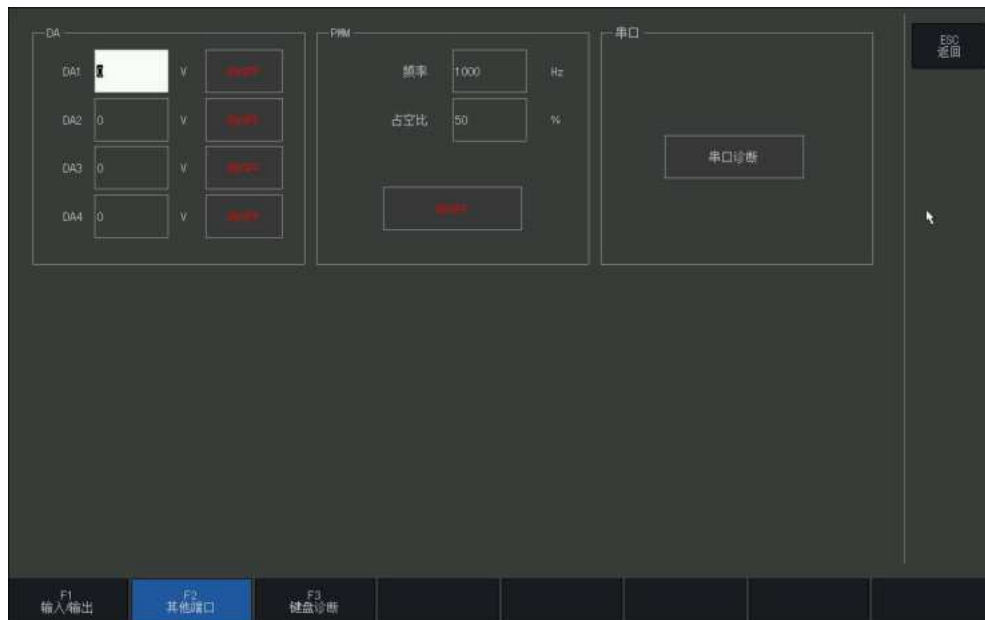 DA
DA1 0 V
DA2 0 V
DA3 0 V
DA4 0 V
PWM
频率 1000 Hz
占空比 50 %
串口
串口诊断
ESC
返回
F1
输入/输出
F2
其他端口
F3
键盘诊断